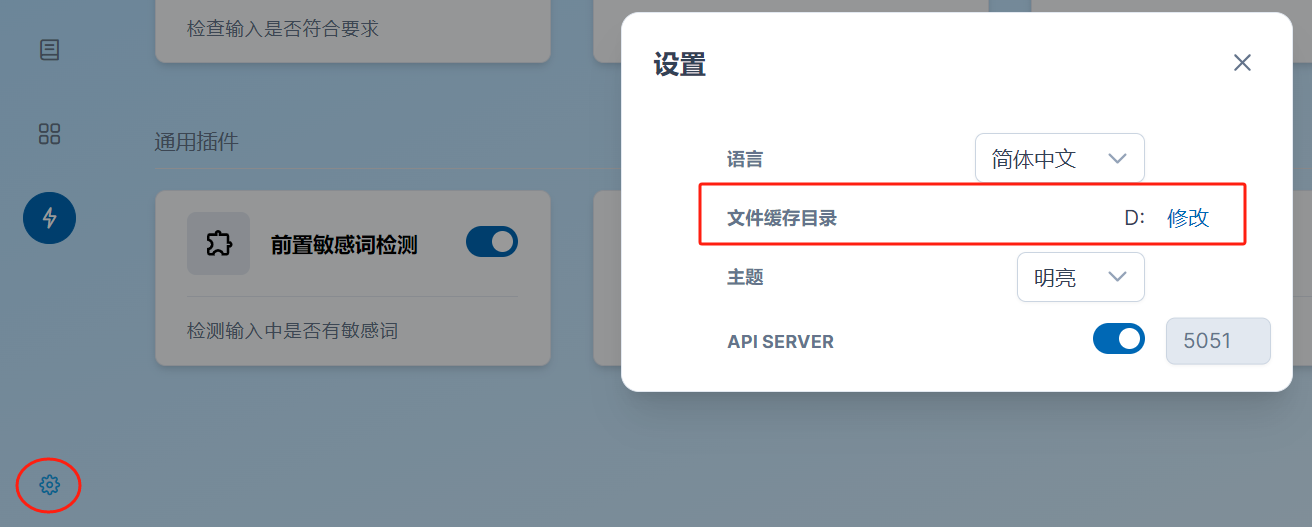 检查输入是否符合要求
通用插件
前置敏感词检测
检测输入中是否有敏感词
设置
语言
简体中文
文件缓存目录
D:
修改
主题
明亮
API SERVER
5051